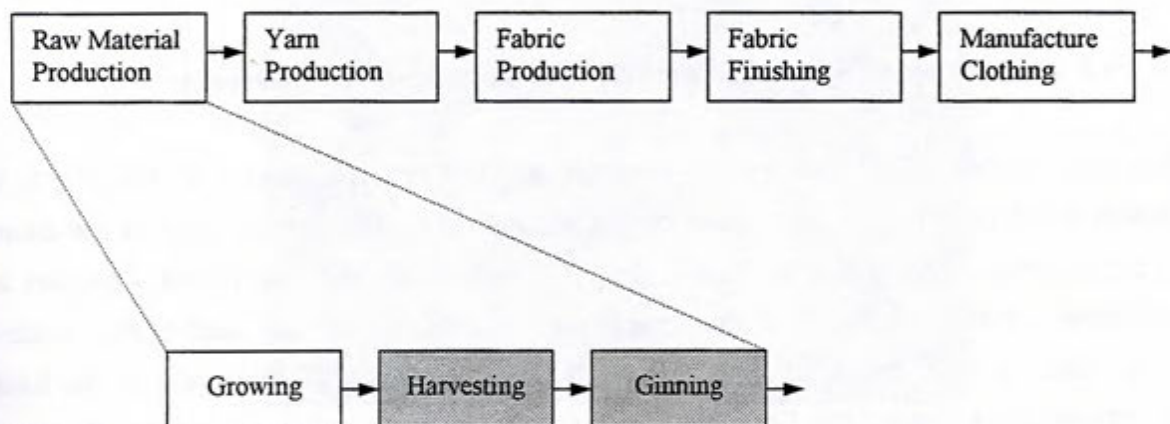 Raw Material
Production
Yarn
Production
Fabric
Production
Fabric
Finishing
Manufacture
Clothing
Growing
Harvesting
Ginning